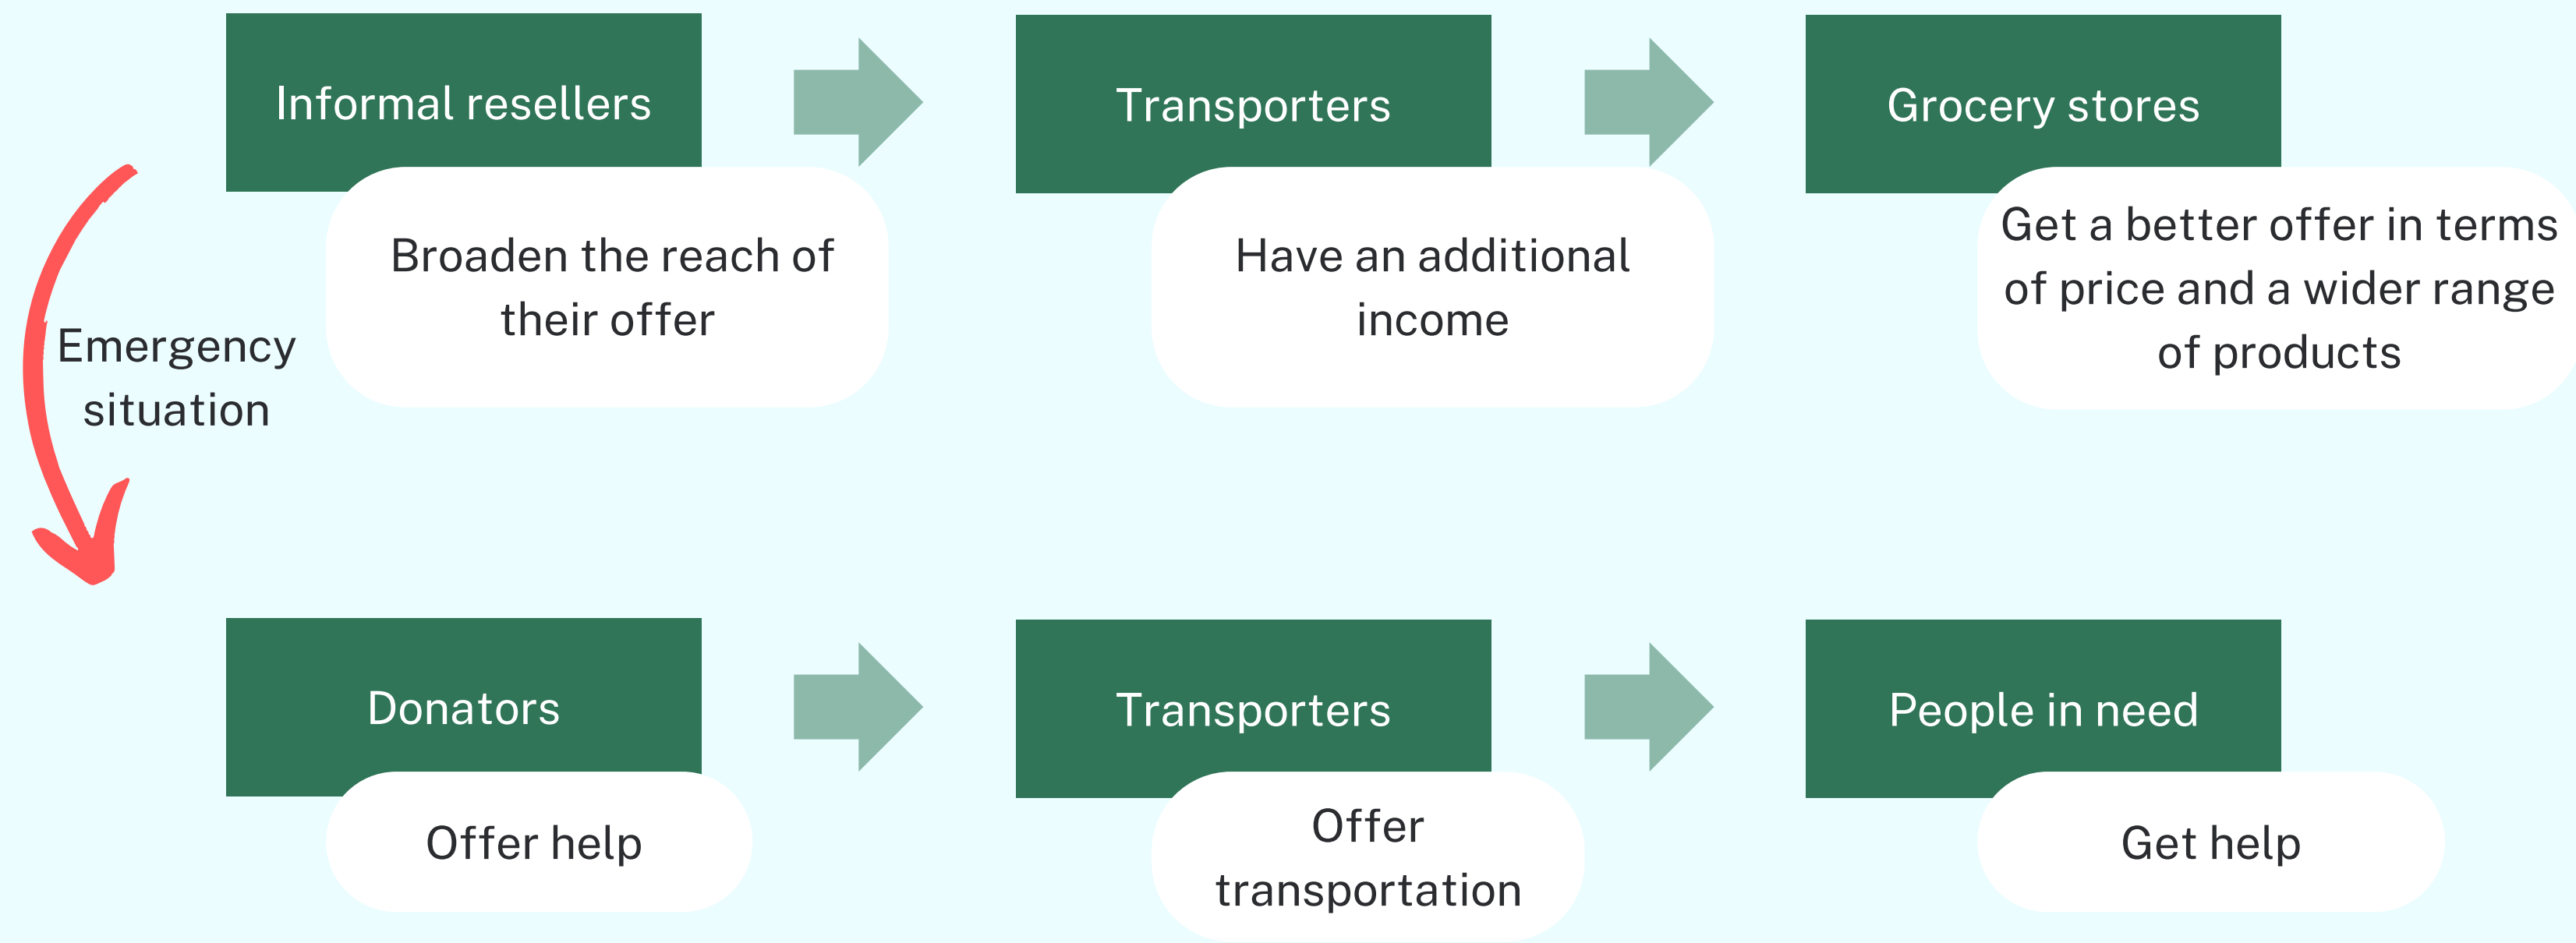 Informal resellers
Transporters
Grocery stores
Broaden the reach of
their offer
Have an additional
income
Get a better offer in terms
of price and a wider range
of products
Emergency
situation
Donators
Transporters
People in need
Offer help
Offer
transportation
Get help